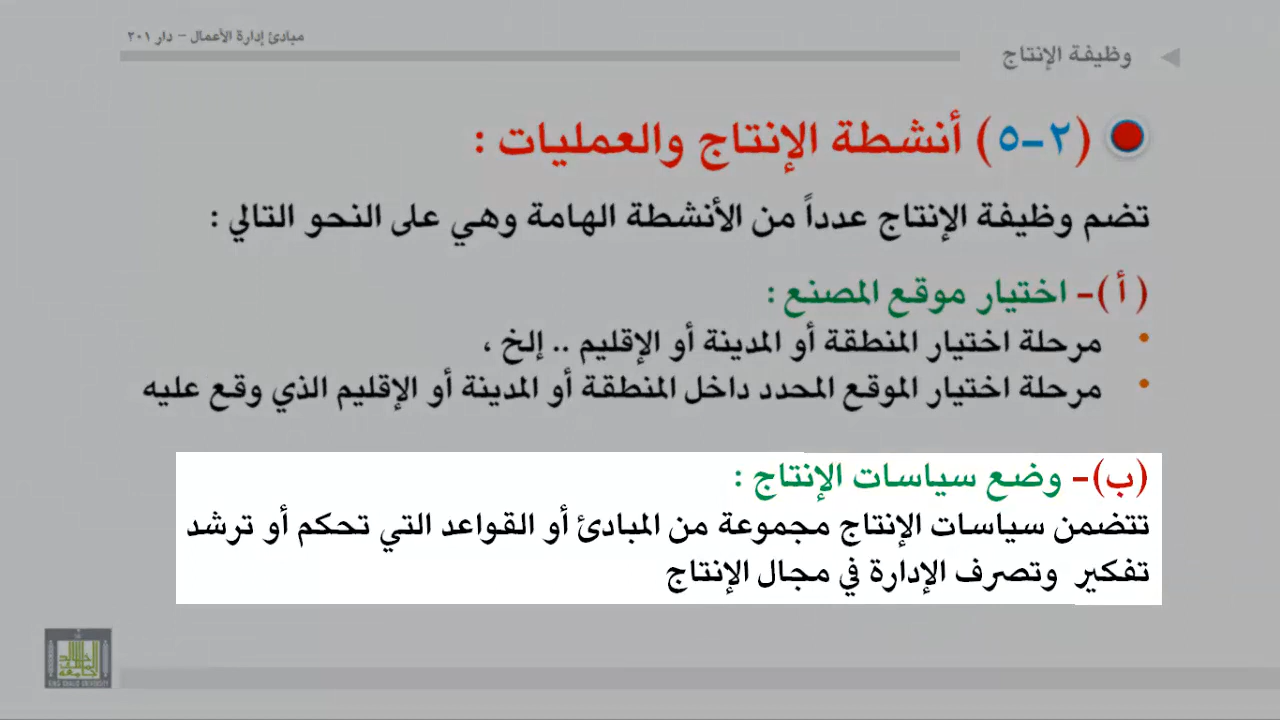 مبادئ إدارة الأعمال – دار ٢٠١
وظيفة الإنتاج
(٢-٥) أنشطة الإنتاج والعمليات :
تضم وظيفة الإنتاج عدداً من الأنشطة الهامة وهي على النحو التالي :
(أ)- اختيار موقع المصنع :
• مرحلة اختيار المنطقة أو المدينة أو الإقليم .. إلخ ،
• مرحلة اختيار الموقع المحدد داخل المنطقة أو المدينة أو الإقليم الذي وقع عليه
(ب)- وضع سياسات الإنتاج :
تتضمن سياسات الإنتاج مجموعة من المبادئ أو القواعد التي تحكم أو ترشد
تفكير وتصرف الإدارة في مجال الإنتاج